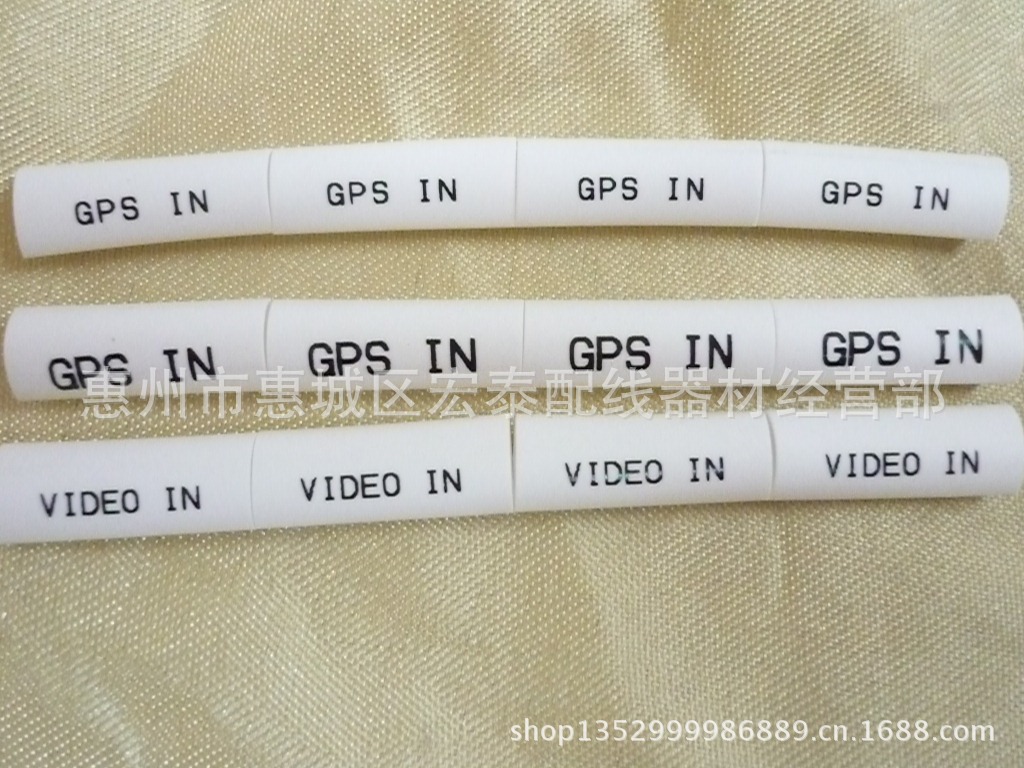 GPS IN GPS IN GPS IN GPS IN
GPS IN GPS IN GPS IN GPS IN
惠州市惠城区宏泰配线器材经营部
VIDEO IN VIDEO IN VIDEO IN VIDEO IN
shop1352999986889.cn.1688.com